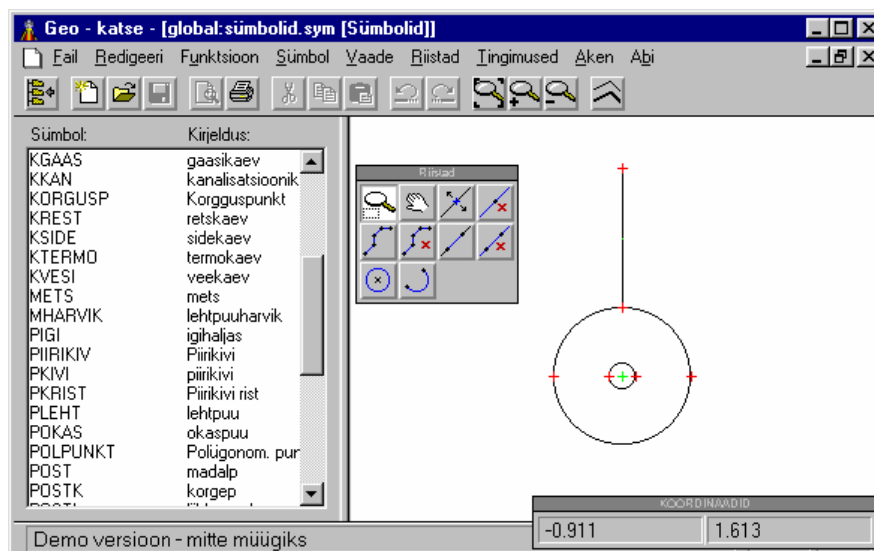 Geo - katse - [global:sümbolid.sym [Sümbolid]]
Fail Redigeeri Funktsioon Sümbol Vaade Riistad Tingimused Aken Abi
Sümbol: Kirjeldus:
KGAAS gaasikaev
KKAN kanalisatsioonik
KORGUSP Korgguspunkt
KREST retskaev
KSIDE sidekaev
KTERMO termokaev
KVESI veekaev
METS mets
MHARVIK lehtpuuharvik
PIGI igihaljas
PIIRIKIV Piirikivi
PKIVI piirikivi
PKRIST Piirikivi rist
PLEHT lehtpuu
POKAS okaspuu
POLPUNKT Polügonom. pur
POST madalp
POSTK korgep
Riistad
KOORDINAADID
-0.911 1.613
Demo versioon - mitte müügiks